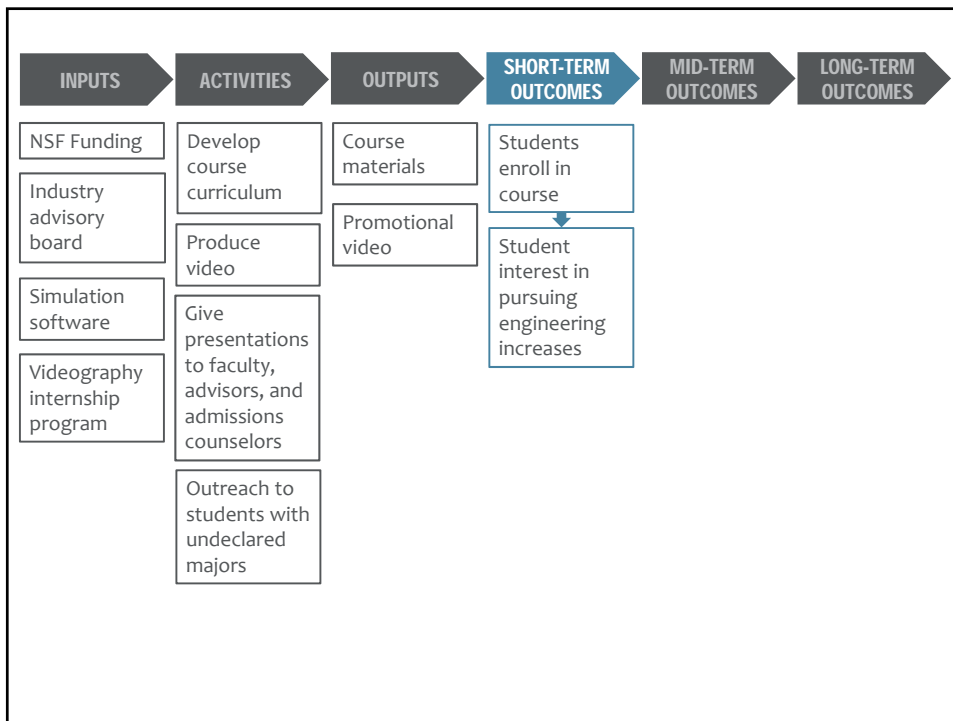 INPUTS
ACTIVITIES
OUTPUTS
SHORT-TERM
OUTCOMES
MID-TERM
OUTCOMES
LONG-TERM
OUTCOMES
NSF Funding
Industry
advisory
board
Simulation
software
Videography
internship
program
Develop
course
curriculum
Produce
video
Give
presentations
to faculty,
advisors, and
admissions
counselors
Outreach to
students with
undeclared
majors
Course
materials
Promotional
video
Students
enroll in
course
Student
interest in
pursuing
engineering
increases